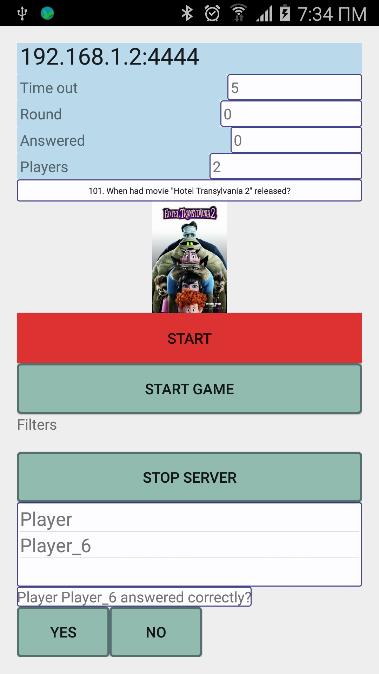 7:34 ПМ
192.168.1.2:4444
Time out 5
Round 0
Answered 0
Players 2
101. When had movie "Hotel Transylvania 2" released?
HOTEL TRANSYLVANIA 2
START
START GAME
Filters
STOP SERVER
Player
Player_6
Player Player_6 answered correctly?
YES NO